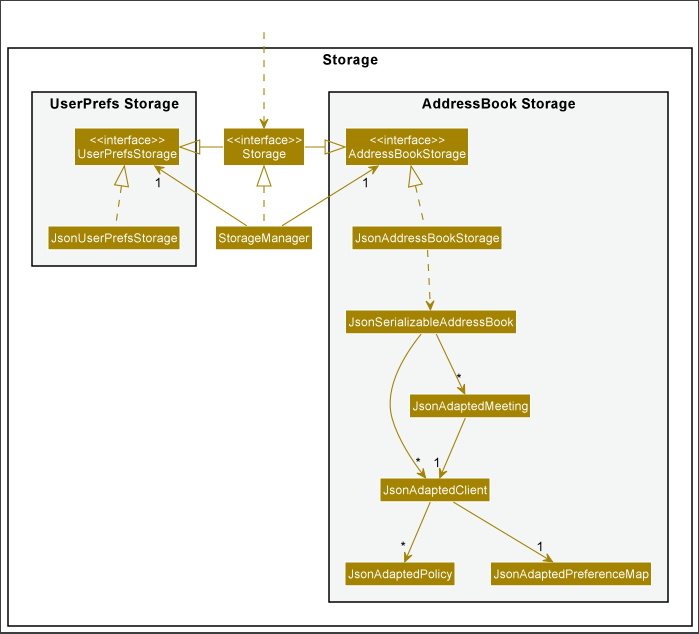 Storage
UserPrefs Storage
AddressBook Storage
<<interface>>
UserPrefsStorage
<<interface>>
Storage
<<interface>>
AddressBookStorage
1
1
JsonUserPrefsStorage
StorageManager
JsonAddressBookStorage
JsonSerializableAddressBook
*
JsonAdaptedMeeting
*
1
JsonAdaptedClient
*
1
JsonAdaptedPolicy
JsonAdaptedPreferenceMap